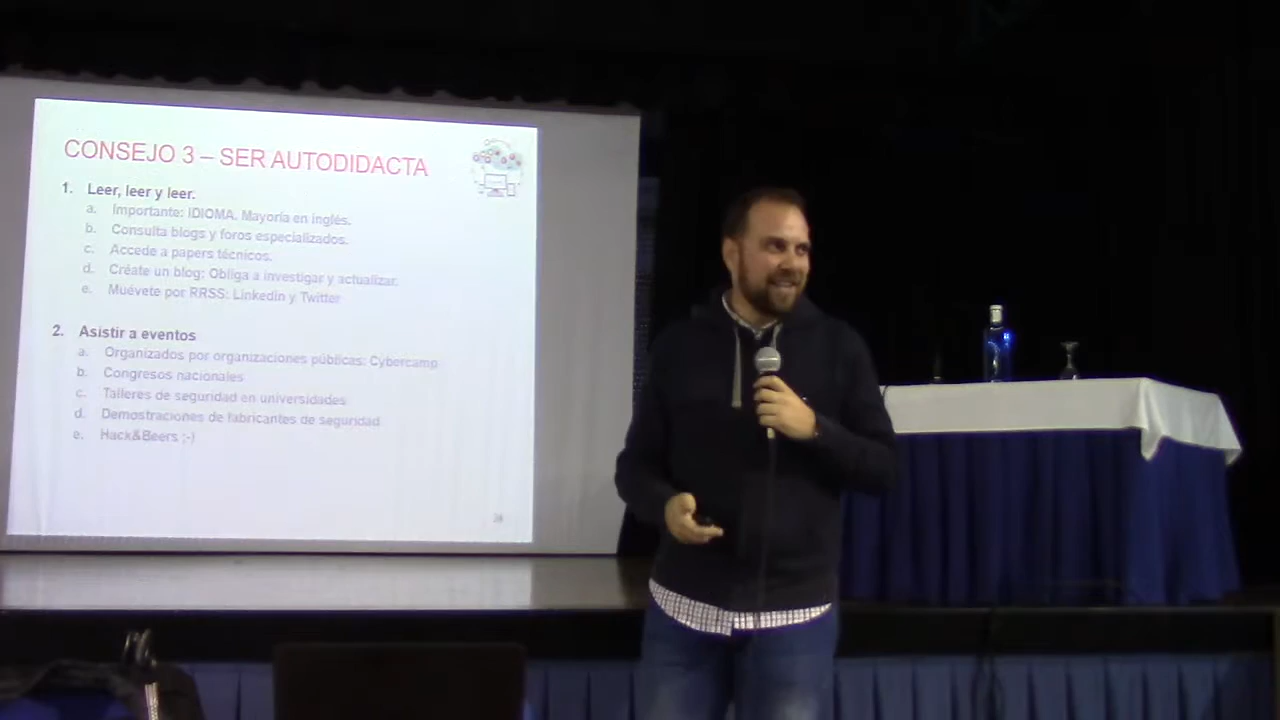 CONSEJO 3 – SER AUTODIDACTA
1. Leer, leer y leer.
a. Importante: IDIOMA. Mayoría en inglés.
b. Consulta blogs y foros especializados.
c. Accede a papers técnicos.
d. Créate un blog: Obliga a investigar y actualizar.
e. Muévete por RRSS: Linkedin y Twitter
2. Asistir a eventos
a. Organizados por organizaciones públicas: Cybercamp
b. Congresos nacionales
c. Talleres de seguridad en universidades
d. Demostraciones de fabricantes de seguridad
e. Hack&Beers ;-)